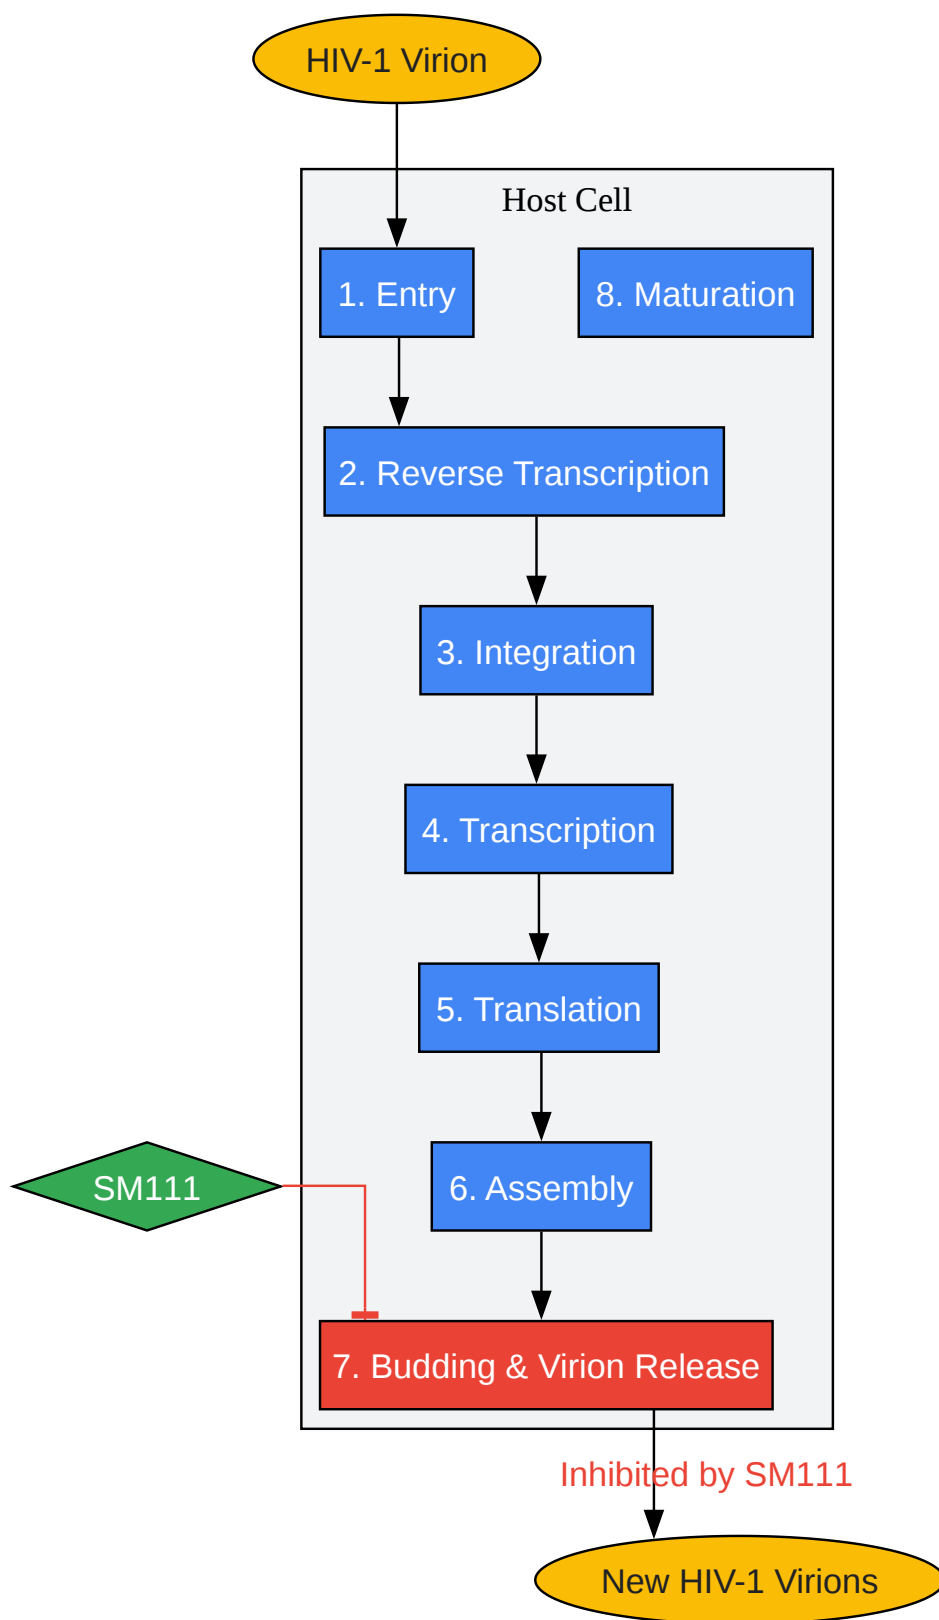 HIV-1 Virion
Host Cell
1. Entry
8. Maturation
2. Reverse Transcription
3. Integration
4. Transcription
5. Translation
SM111
6. Assembly
7. Budding & Virion Release
Inhibited by SM111
New HIV-1 Virions